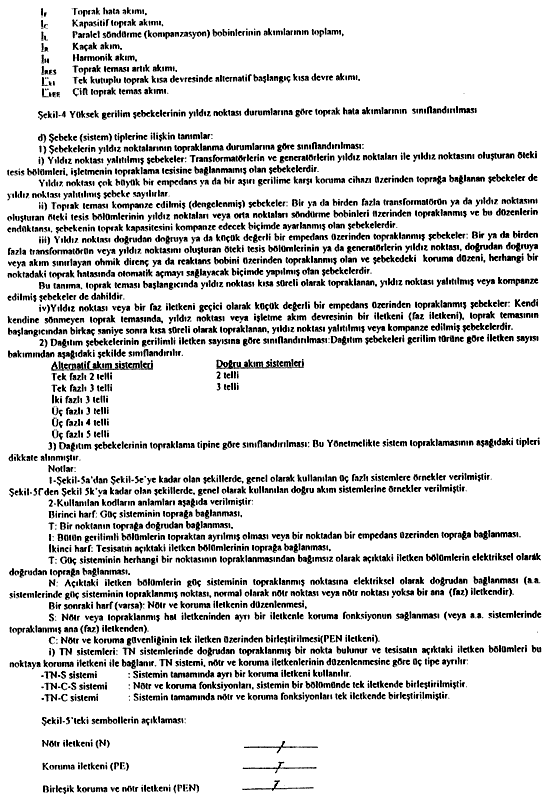 I_F Toprak hata akımı,
I_C Kapasitif toprak akımı,
I_L Paralel söndürme (kompanzasyon) bobinlerinin akımlarının toplamı,
I_R Kaçak akım,
I_H Harmonik akım,
I_RES Toprak teması artık akımı.
I''_k1 Tek kutuplu toprak kısa devresinde alternatif başlangıç kısa devre akımı,
I''_kEE Çift toprak temas akımı.
Şekil-4 Yüksek gerilim şebekelerinin yıldız noktası durumlarına göre toprak hata akımlarının sınıflandırılması
d) Şebeke (sistem) tiplerine ilişkin tanımlar:
1) Şebekelerin yıldız noktalarının topraklanma durumlarına göre sınıflandırılması:
i) Yıldız noktası yalıtılmış şebekeler: Transformatörlerin ve generatörlerin yıldız noktaları ile yıldız noktasını oluşturan öteki
tesis bölümleri, işletmenin topraklama tesisine bağlanmamış olan şebekelerdir.
Yıldız noktası çok büyük bir empedans ya da bir aşırı gerilime karşı koruma cihazı üzerinden toprağa bağlanan şebekeler de
yıldız noktası yalıtılmış şebeke sayılırlar.
ii) Toprak teması kompanze edilmiş (dengelenmiş) şebekeler: Bir ya da birden fazla transformatörün ya da yıldız noktasını
oluşturan öteki tesis bölümlerinin yıldız noktaları veya orta noktaları söndürme bobinleri üzerinden topraklanmış ve bu düzenlerin
endüktansı, şebekenin toprak kapasitesini kompanze edecek biçimde ayarlanmış olan şebekelerdir.
iii) Yıldız noktası doğrudan doğruya ya da küçük değerli bir empedans üzerinden topraklanmış şebekeler: Bir ya da birden
fazla transformatörün veya yıldız noktasını oluşturan öteki tesis bölümlerinin ya da generatörlerin yıldız noktası, doğrudan doğruya
veya akım sınırlayan ohmik direnç ya da reaktans bobini üzerinden topraklanmış olan ve şebekedeki koruma düzeni, herhangi bir
noktadaki toprak hatasında otomatik açmayı sağlayacak biçimde yapılmış olan şebekelerdir.
Bu tanıma, toprak teması başlangıcında yıldız noktası kısa süreli olarak topraklanan, yıldız noktası yalıtılmış veya kompanze
edilmiş şebekeler de dahildir.
iv)Yıldız noktası veya bir faz iletkeni geçici olarak küçük değerli bir empedans üzerinden topraklanmış şebekeler: Kendi
kendine sönmeyen toprak temasında, yıldız noktası veya işletme akım devresinin bir iletkeni (faz iletkeni), toprak temasının
başlangıcından birkaç saniye sonra kısa süreli olarak topraklanan, yıldız noktası yalıtılmış veya kompanze edilmiş şebekelerdir.
2) Dağıtım şebekelerinin gerilimli iletken sayısına göre sınıflandırılması:Dağıtım şebekeleri gerilim türüne göre iletken sayısı
bakımından aşağıdaki şekilde sınıflandırılır.
Alternatif akım sistemleri Doğru akım sistemleri
Tek fazlı 2 telli 2 telli
Tek fazlı 3 telli 3 telli
İki fazlı 3 telli
Üç fazlı 3 telli
Üç fazlı 4 telli
Üç fazlı 5 telli
3) Dağıtım şebekelerinin topraklama tipine göre sınıflandırılması: Bu Yönetmelikte sistem topraklamasının aşağıdaki tipleri
dikkate alınmıştır.
Notlar:
1-Şekil-5a'dan Şekil-5e'ye kadar olan şekillerde, genel olarak kullanılan üç fazlı sistemlere örnekler verilmiştir.
Şekil-5f'den Şekil 5k'ya kadar olan şekillerde, genel olarak kullanılan doğru akım sistemlerine örnekler verilmiştir.
2-Kullanılan kodların anlamları aşağıda verilmiştir:
Birinci harf: Güç sisteminin toprağa bağlanması,
T: Bir noktanın toprağa doğrudan bağlanması,
I: Bütün gerilimli bölümlerin topraktan ayrılmış olması veya bir noktadan bir empedans üzerinden toprağa bağlanması.
İkinci harf: Tesisatın açıktaki iletken bölümlerinin toprağa bağlanması,
T: Güç sisteminin herhangi bir noktasının topraklanmasından bağımsız olarak açıktaki iletken bölümlerin elektriksel olarak
doğrudan toprağa bağlanması,
N: Açıktaki iletken bölümlerin güç sisteminin topraklanmış noktasına elektriksel olarak doğrudan bağlanması (a.a.
sistemlerinde güç sisteminin topraklanmış noktası, normal olarak nötr noktası veya nötr noktası yoksa bir ana (faz) iletkendir).
Bir sonraki harf (varsa): Nötr ve koruma iletkenin düzenlenmesi,
S: Nötr veya topraklanmış hat iletkeninden ayrı bir iletkenle koruma fonksiyonun sağlanması (veya a.a. sistemlerinde
topraklanmış ana (faz) iletkenden).
C: Nötr ve koruma güvenliğinin tek iletken üzerinden birleştirilmesi(PEN iletkeni).
i) TN sistemleri: TN sistemlerinde doğrudan topraklanmış bir nokta bulunur ve tesisatın açıktaki iletken bölümleri bu
noktaya koruma iletkeni ile bağlanır. TN sistemi, nötr ve koruma iletkenlerinin düzenlenmesine göre üç tipe ayrılır:
-TN-S sistemi : Sistemin tamamında ayrı bir koruma iletkeni kullanılır.
-TN-C-S sistemi : Nötr ve koruma fonksiyonları, sistemin bir bölümünde tek iletkende birleştirilmiştir.
-TN-C sistemi : Sistemin tamamında nötr ve koruma fonksiyonları tek iletkende birleştirilmiştir.
Şekil-5'teki sembollerin açıklaması:
Nötr iletkeni (N)
Koruma iletkeni (PE)
Birleşik koruma ve nötr iletkeni (PEN)